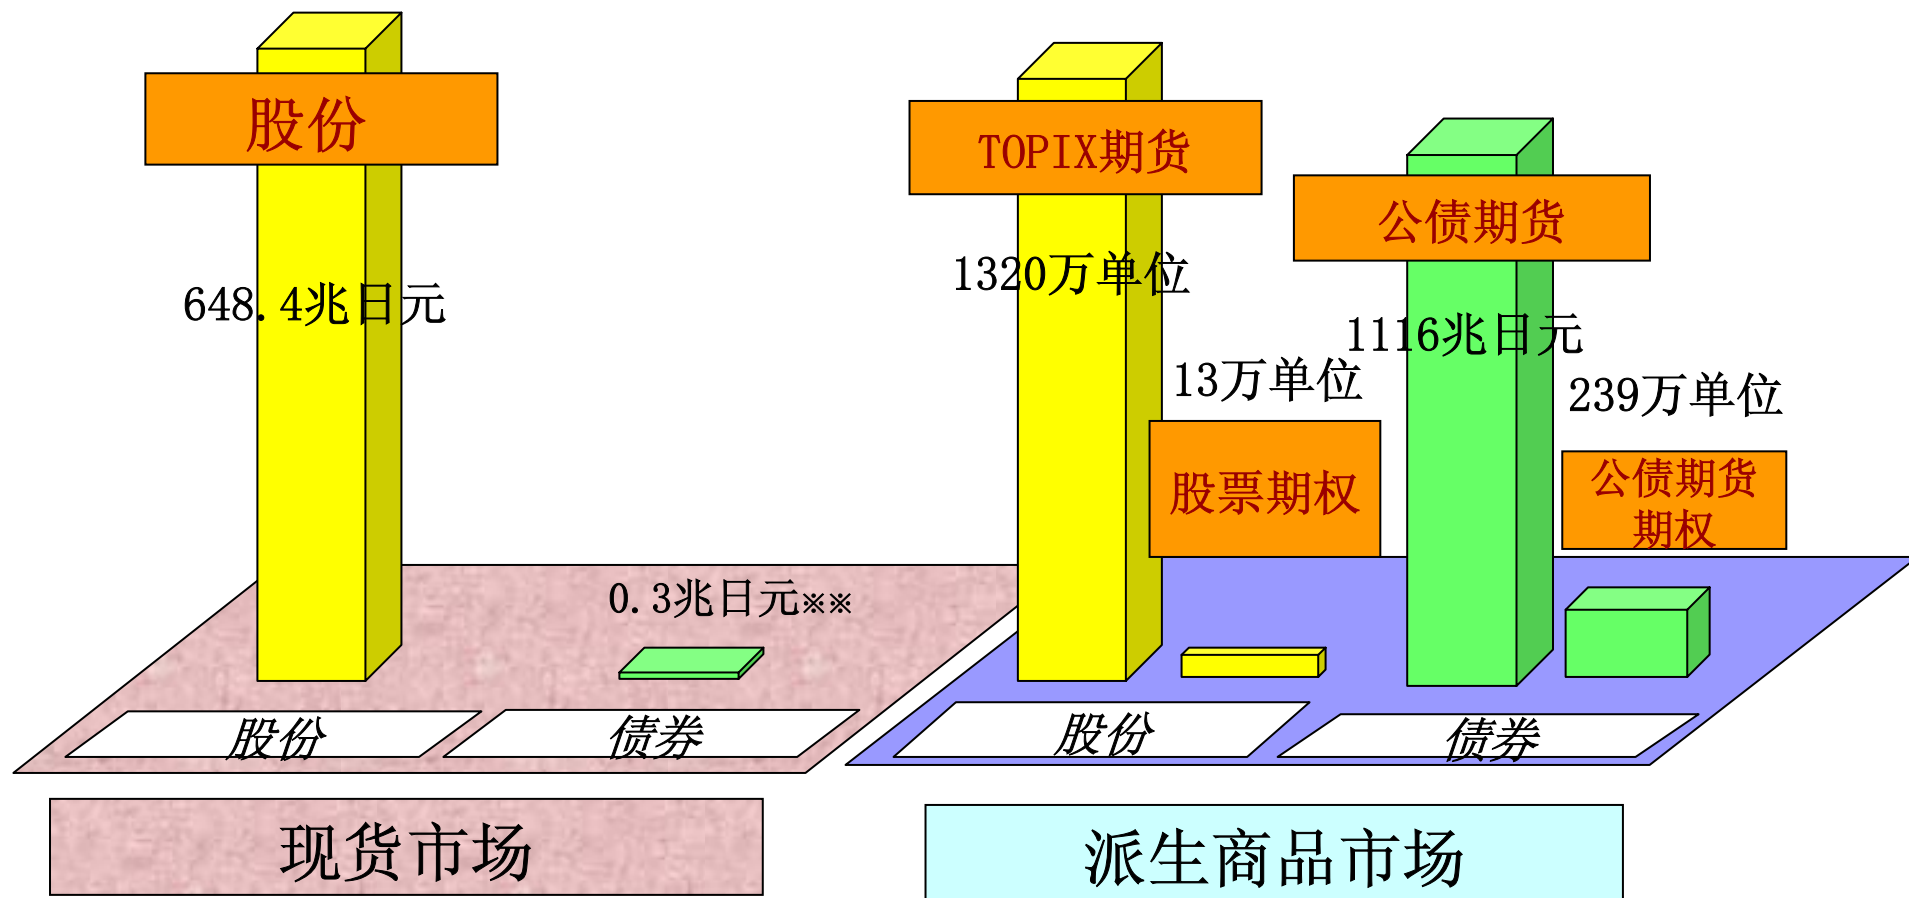 股份
648.4兆日元
0.3兆日元※※
股份
债券
现货市场
TOPIX期货
1320万单位
13万单位
股票期权
公债期货
1116兆日元
239万单位
公债期货
期权
股份
债券
派生商品市场